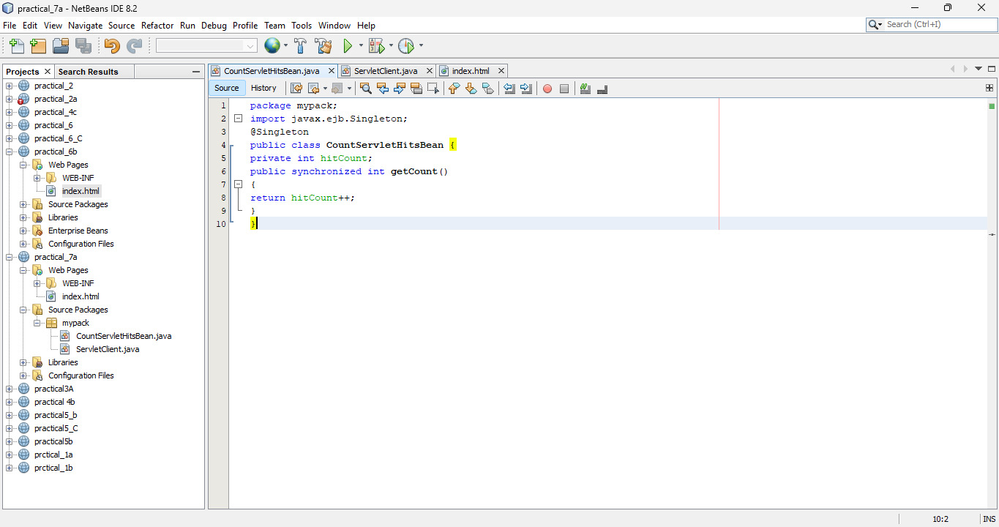 practical_7a - NetBeans IDE 8.2
File Edit View Navigate Source Refactor Run Debug Profile Team Tools Window Help
Search (Ctrl+I)
Projects Search Results
practical_2
practical_2a
practical_4c
practical_6
practical_6_C
practical_6b
Web Pages
WEB-INF
index.html
Source Packages
Libraries
Enterprise Beans
Configuration Files
practical_7a
Web Pages
WEB-INF
index.html
Source Packages
mypack
CountServletHitsBean.java
ServletClient.java
Libraries
Configuration Files
practical3A
practical 4b
practical5_b
practical5_C
practical5b
prctical_1a
prctical_1b
CountServletHitsBean.java ServletClient.java index.html
Source History
1 package mypack;
2 import javax.ejb.Singleton;
3 @Singleton
4 public class CountServletHitsBean {
5 private int hitCount;
6 public synchronized int getCount()
7 {
8 return hitCount++;
9 }
10 }
10:2 INS